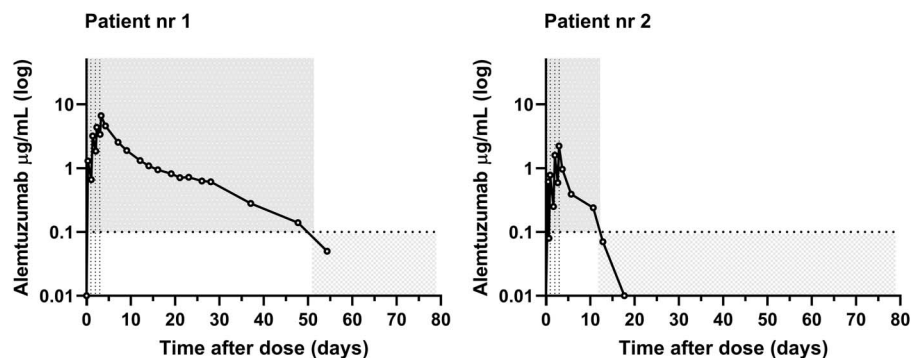 Patient nr 1
Alemtuzumab µg/mL (log)
10
1
0.1
0.01
0 10 20 30 40 50 60 70 80
Time after dose (days)
Patient nr 2
Alemtuzumab µg/mL (log)
10
1
0.1
0.01
0 10 20 30 40 50 60 70 80
Time after dose (days)